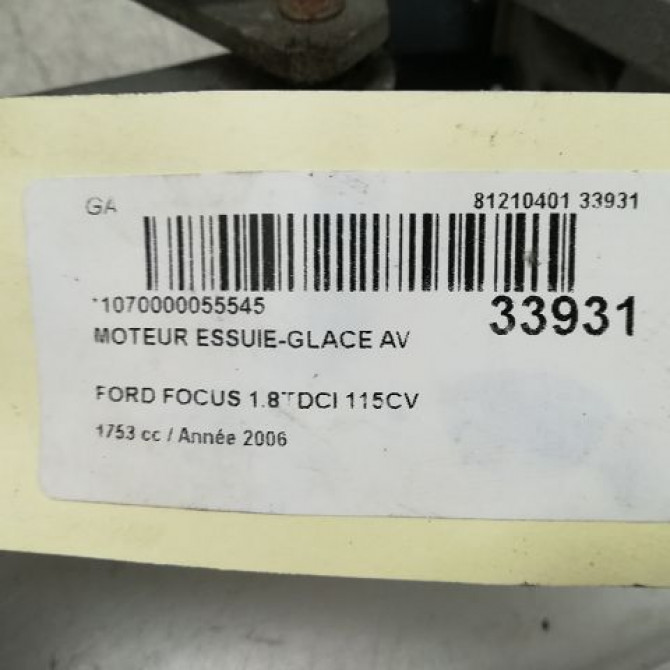 GA
81210401 33931
*1070000055545
33931
MOTEUR ESSUIE-GLACE AV
FORD FOCUS 1.8TDCI 115CV
1753 cc / Année 2006